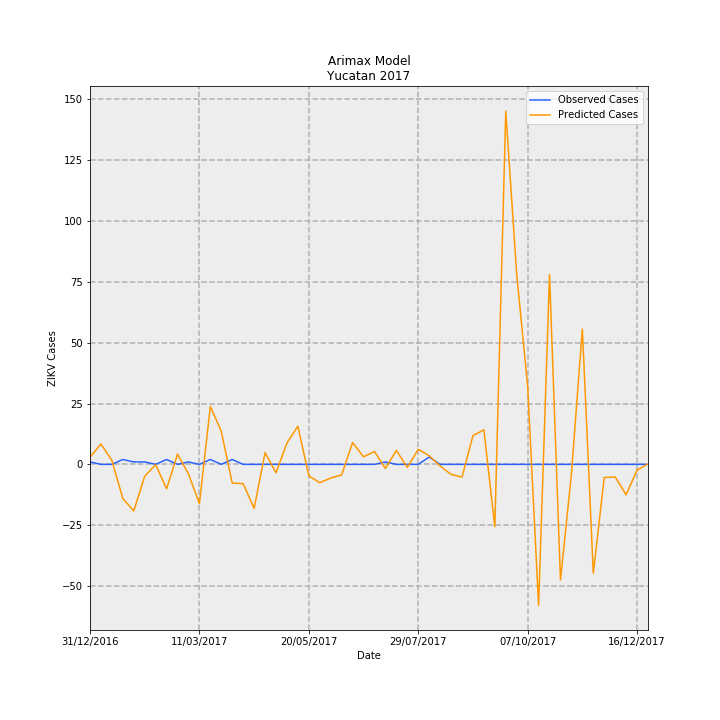 Arimax Model
Yucatan 2017
Observed Cases
Predicted Cases
150
125
100
75
50
25
0
−25
−50
ZIKV Cases
31/12/2016 11/03/2017 20/05/2017 29/07/2017 07/10/2017 16/12/2017
Date